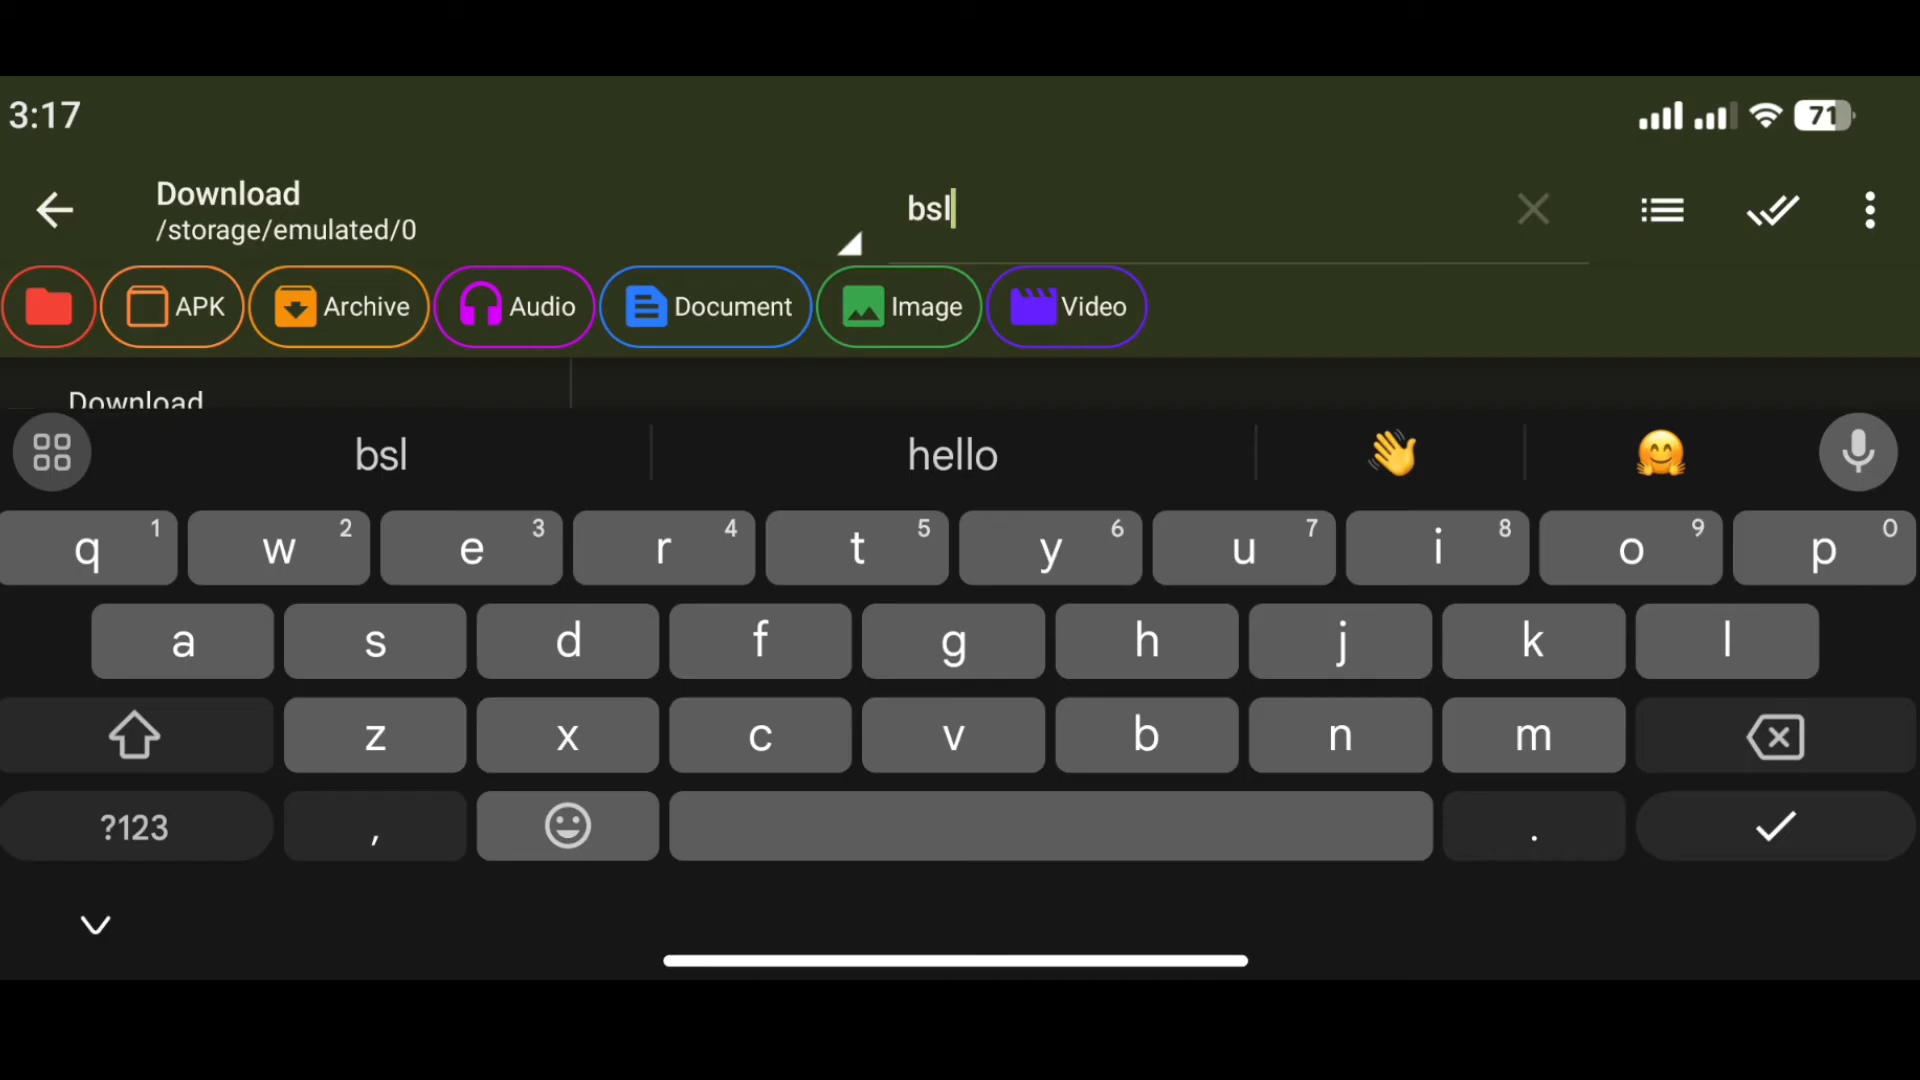 3:17
71
Download
/storage/emulated/0
bsl
APK
Archive
Audio
Document
Image
Video
Download
bsl
hello
q 1 w 2 e 3 r 4 t 5 y 6 u 7 i 8 o 9 p 0
a s d f g h j k l
z x c v b n m
?123 , .